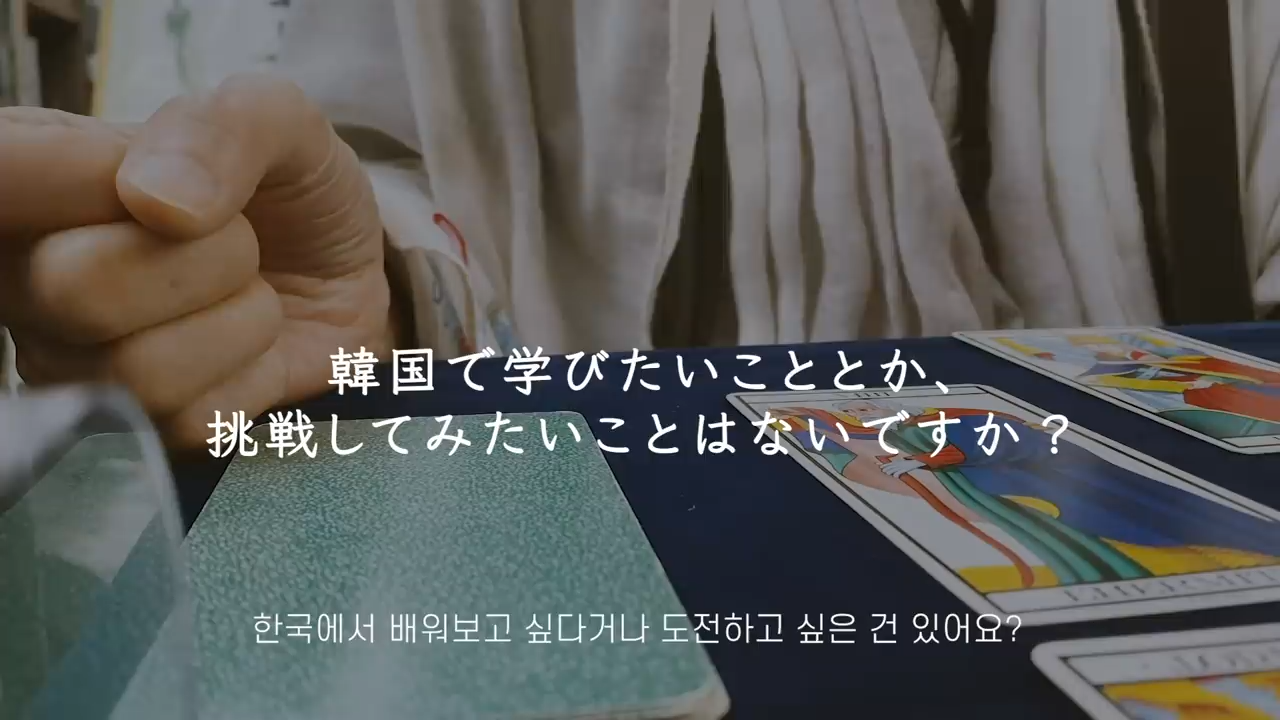 韓国で学びたいこととか、
挑戦してみたいことはないですか？
한국에서 배워보고 싶다거나 도전하고 싶은 건 있어요?